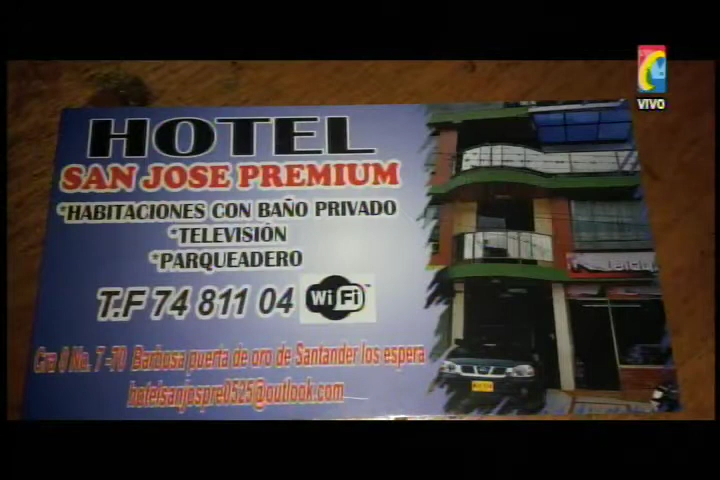 VIVO
HOTEL
SAN JOSE PREMIUM
*HABITACIONES CON BAÑO PRIVADO
*TELEVISIÓN
*PARQUEADERO
T.F 74 811 04 WiFi
Cra 8 No. 7-70 Barbosa puerta de oro de Santander los espera
hotelsanjospre0525@outlook.com